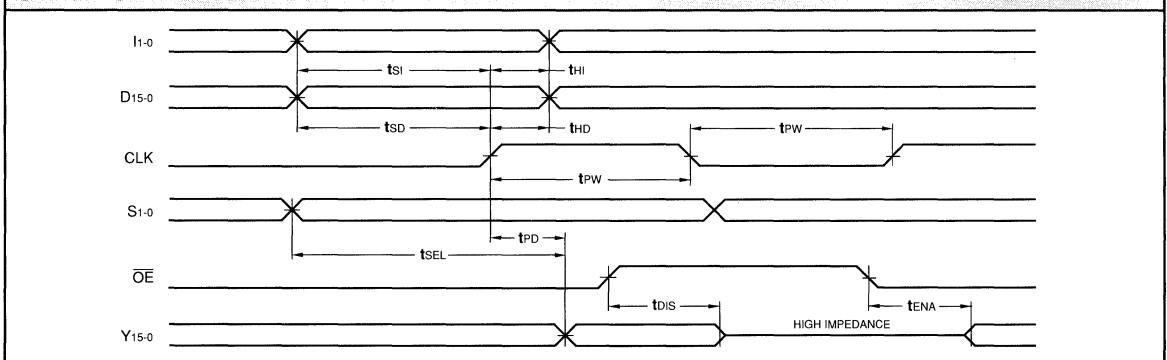 I1-0
tSI tHI
D15-0
tSD tHD tPW
CLK
tPW
S1-0
tPD
tSEL
OE
tDIS tENA
HIGH IMPEDANCE
Y15-0